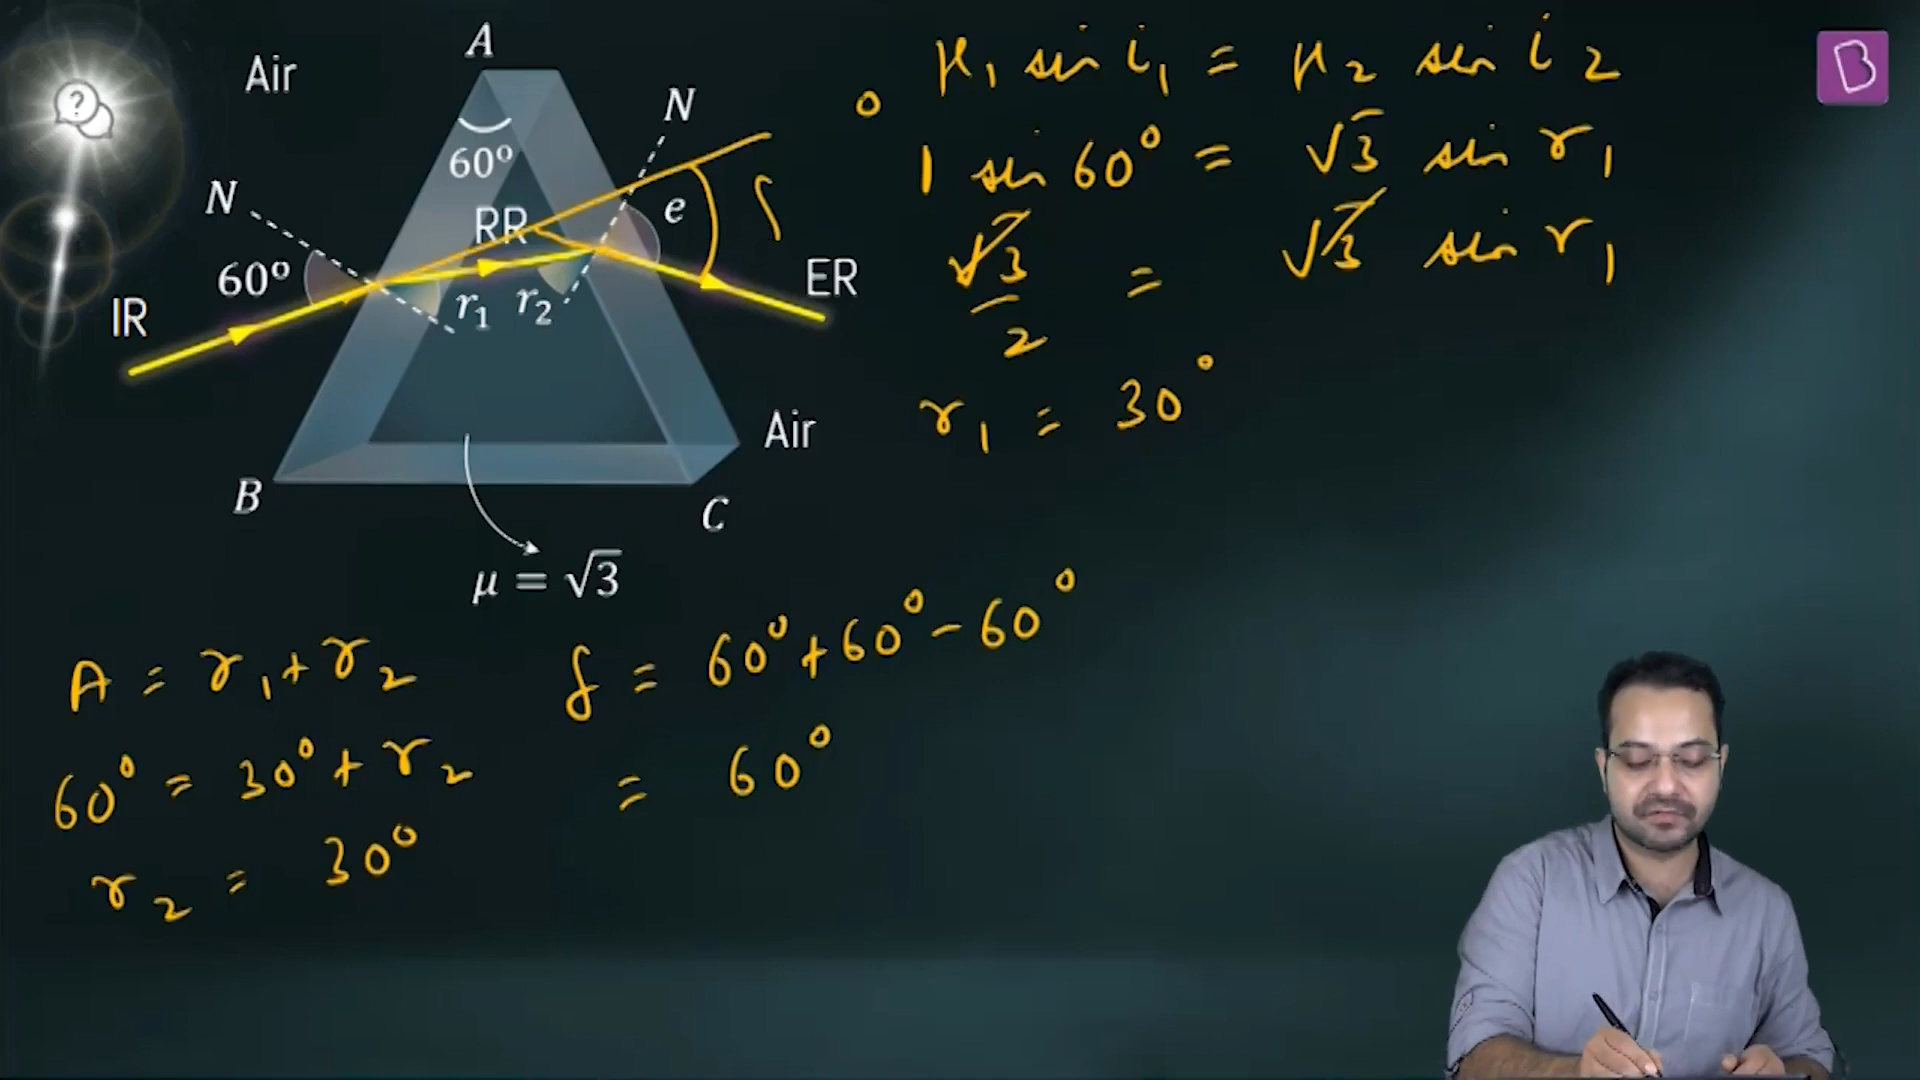 A
Air
N
60º
N
RR
e
δ
60º
ER
IR
r₁ r₂
Air
B
C
μ = √3
μ₁ sin i₁ = μ₂ sin i₂
1 sin 60° = √3 sin r₁
√3/2 = √3 sin r₁
r₁ = 30°
A = r₁ + r₂
60° = 30° + r₂
r₂ = 30°
δ = 60° + 60° - 60°
= 60°
?
B